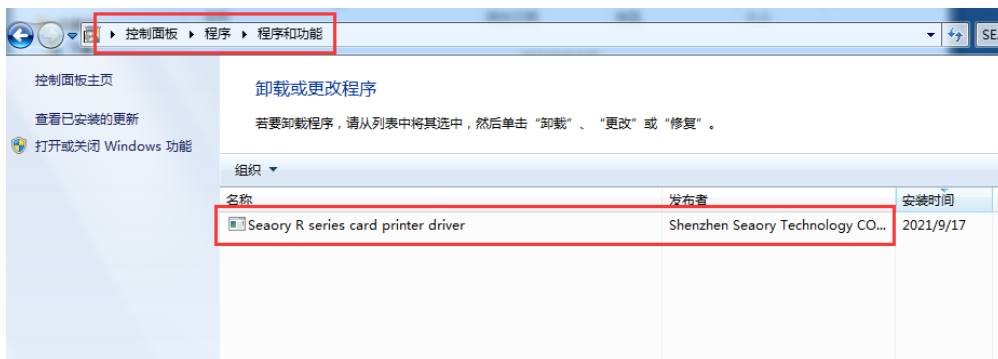 控制面板 程序 程序和功能
SE
控制面板主页
查看已安装的更新
打开或关闭 Windows 功能
卸载或更改程序
若要卸载程序，请从列表中将其选中，然后单击“卸载”、“更改”或“修复”。
组织
名称 发布者 安装时间
Seaory R series card printer driver Shenzhen Seaory Technology CO... 2021/9/17